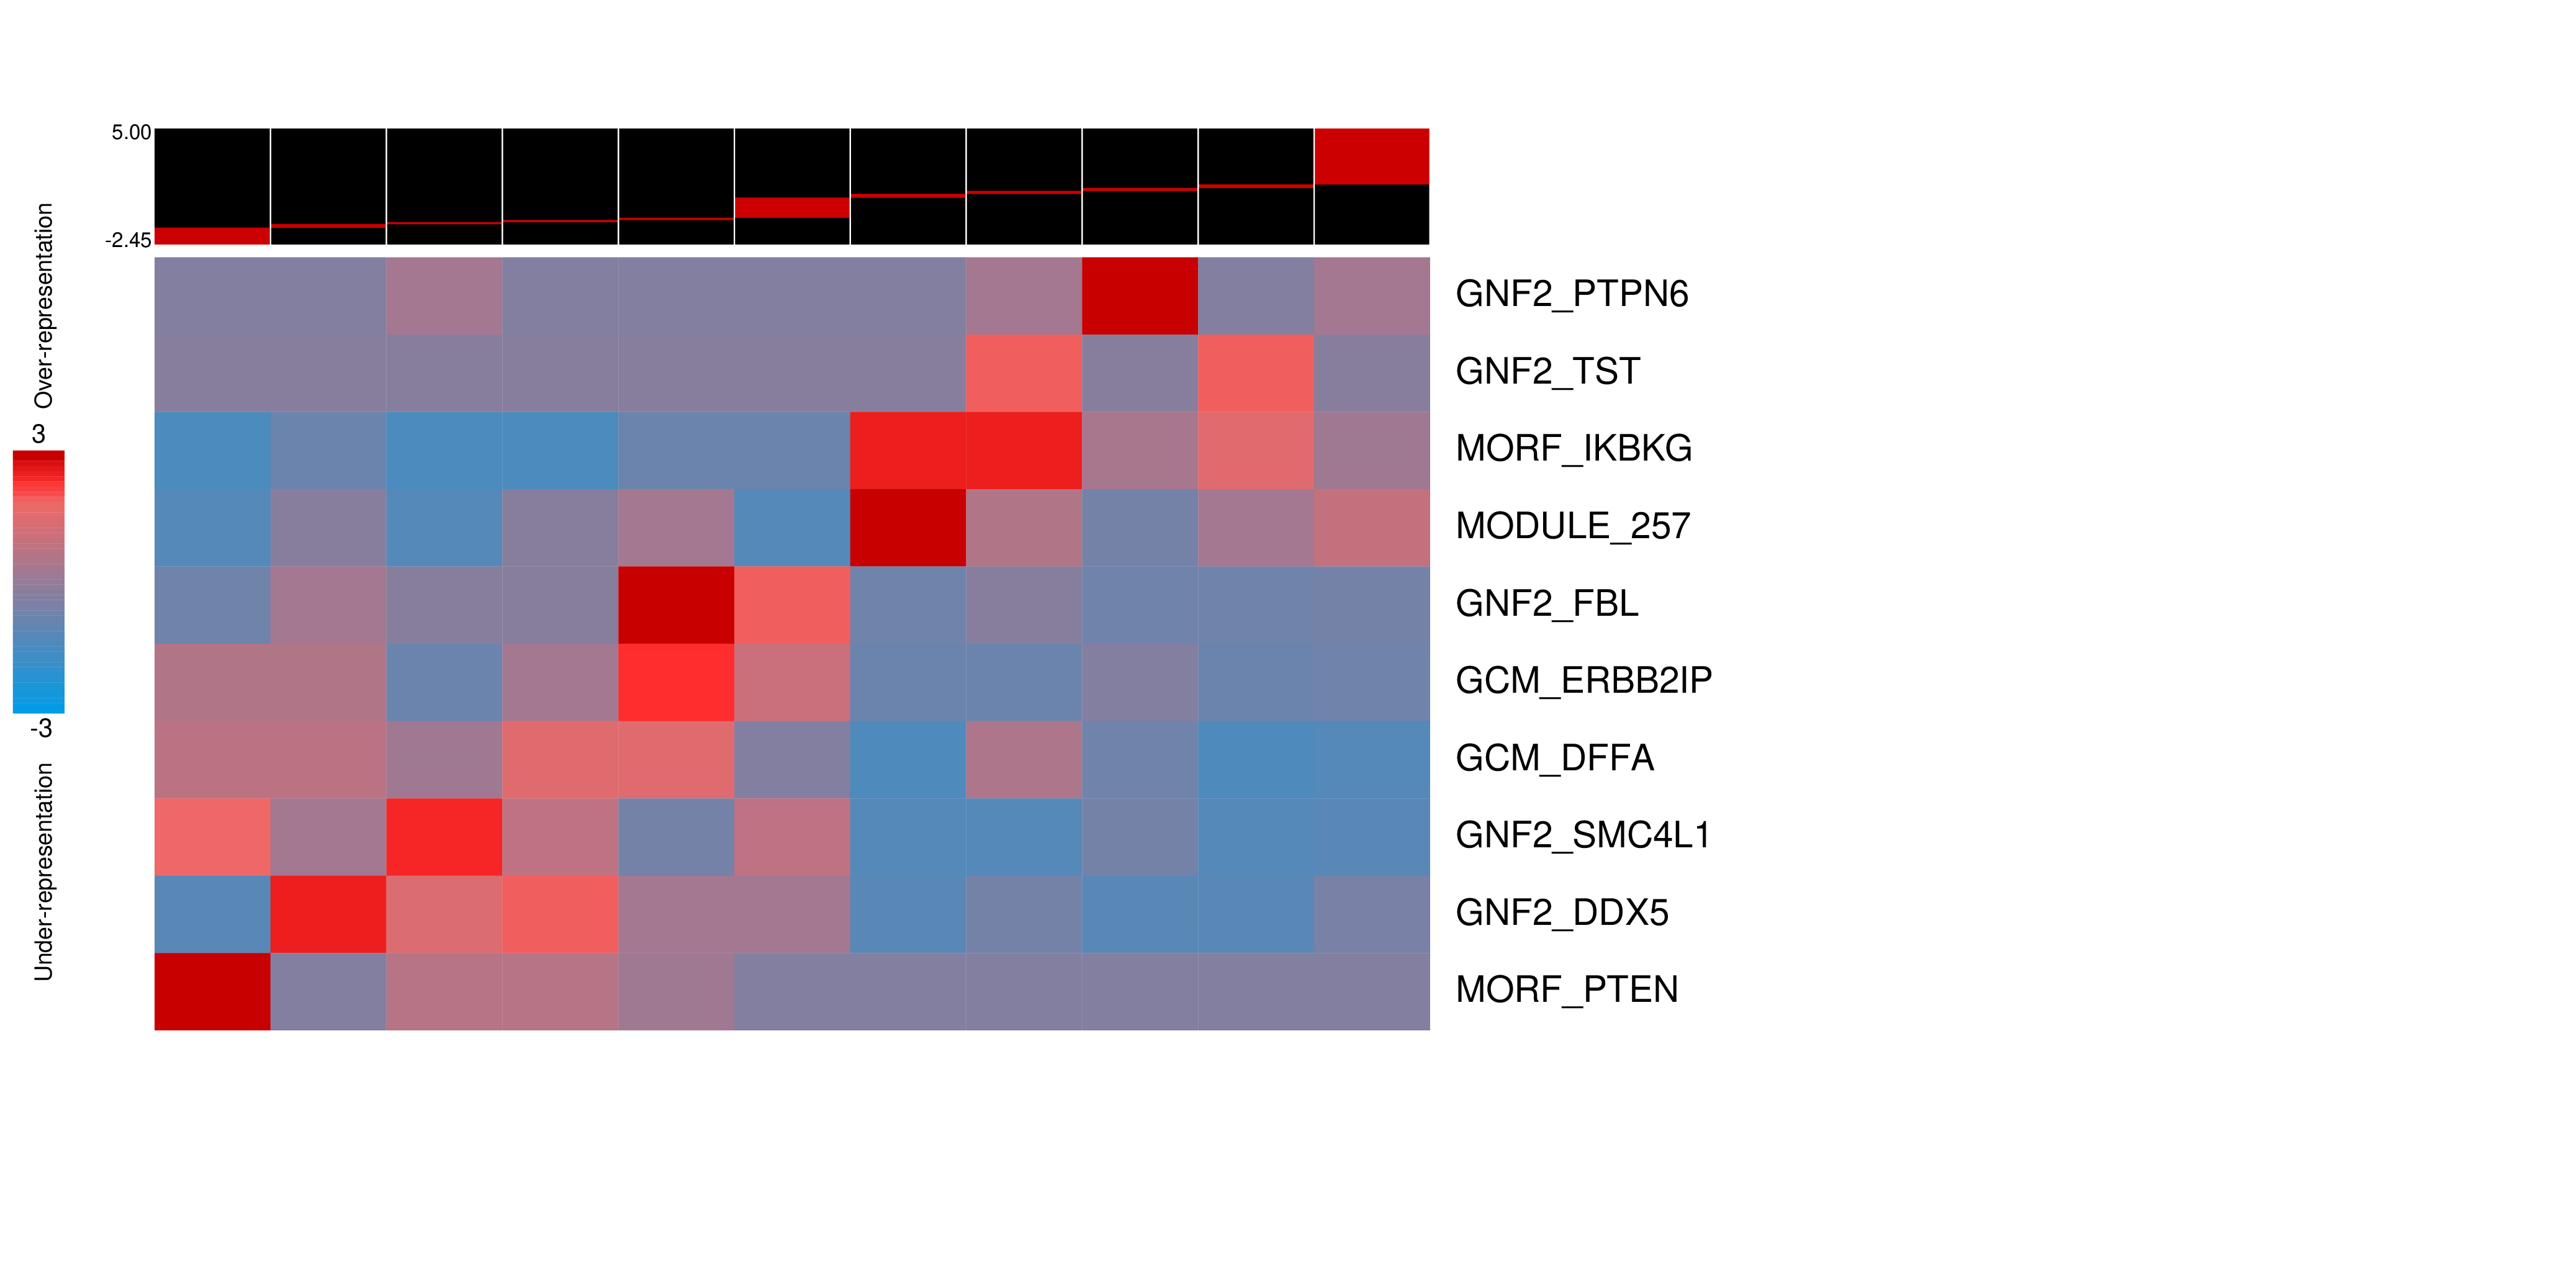 5.00
-2.45
Over-representation
3
-3
Under-representation
GNF2_PTPN6
GNF2_TST
MORF_IKBKG
MODULE_257
GNF2_FBL
GCM_ERBB2IP
GCM_DFFA
GNF2_SMC4L1
GNF2_DDX5
MORF_PTEN